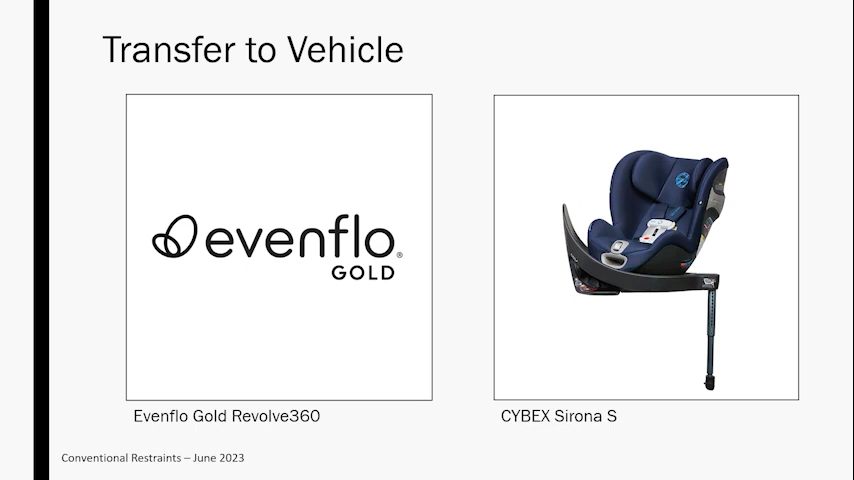 Transfer to Vehicle
evenflo®
GOLD
Evenflo Gold Revolve360
CYBEX Sirona S
Conventional Restraints – June 2023